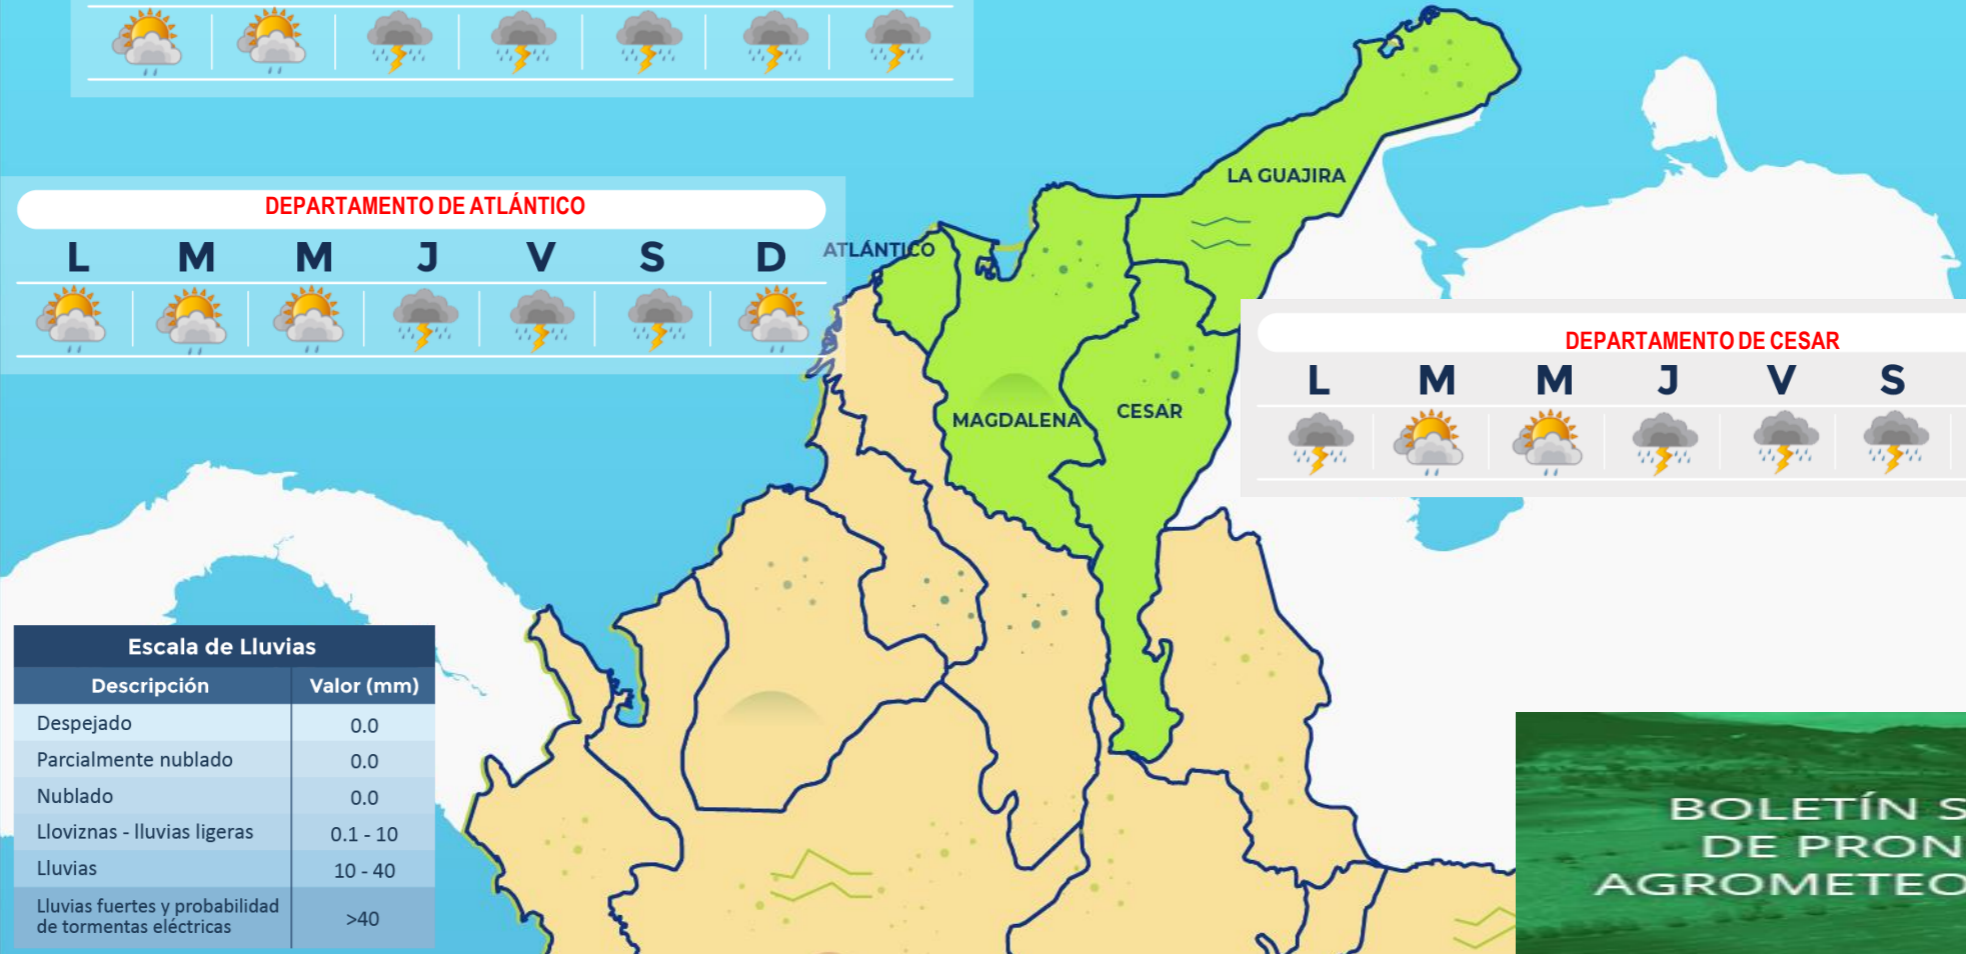 DEPARTAMENTO DE ATLÁNTICO
L M M J V S D
LA GUAJIRA
ATLÁNTICO
MAGDALENA
CESAR
DEPARTAMENTO DE CESAR
L M M J V S
Escala de Lluvias
Descripción Valor (mm)
Despejado 0.0
Parcialmente nublado 0.0
Nublado 0.0
Lloviznas - lluvias ligeras 0.1 - 10
Lluvias 10 - 40
Lluvias fuertes y probabilidad
de tormentas eléctricas >40
BOLETÍN S
DE PRON
AGROMETEO